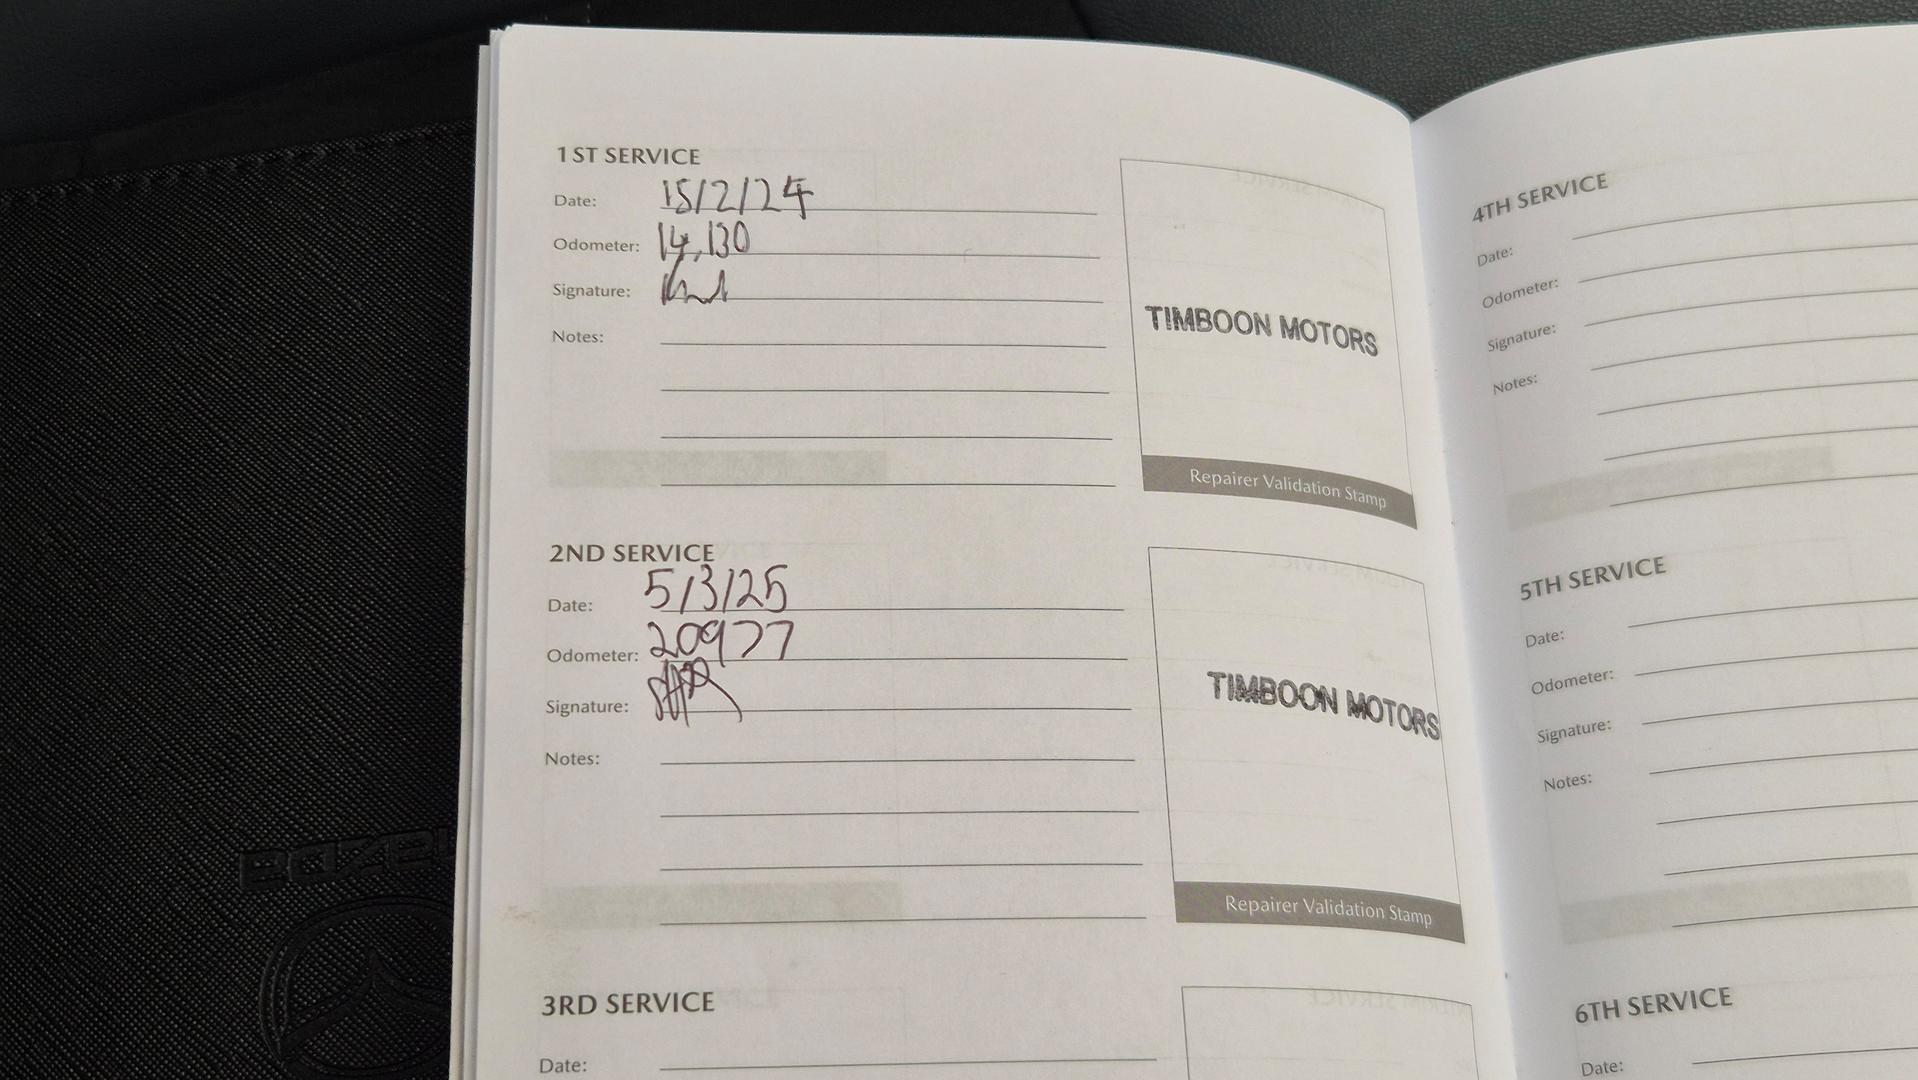 1ST SERVICE
Date: 15/2/24
Odometer: 14,130
Signature:
Notes:
TIMBOON MOTORS
Repairer Validation Stamp
2ND SERVICE
Date: 5/3/25
Odometer: 20977
Signature:
Notes:
TIMBOON MOTORS
Repairer Validation Stamp
3RD SERVICE
Date:
4TH SERVICE
Date:
Odometer:
Signature:
Notes:
5TH SERVICE
Date:
Odometer:
Signature:
Notes:
6TH SERVICE
Date:
mazda